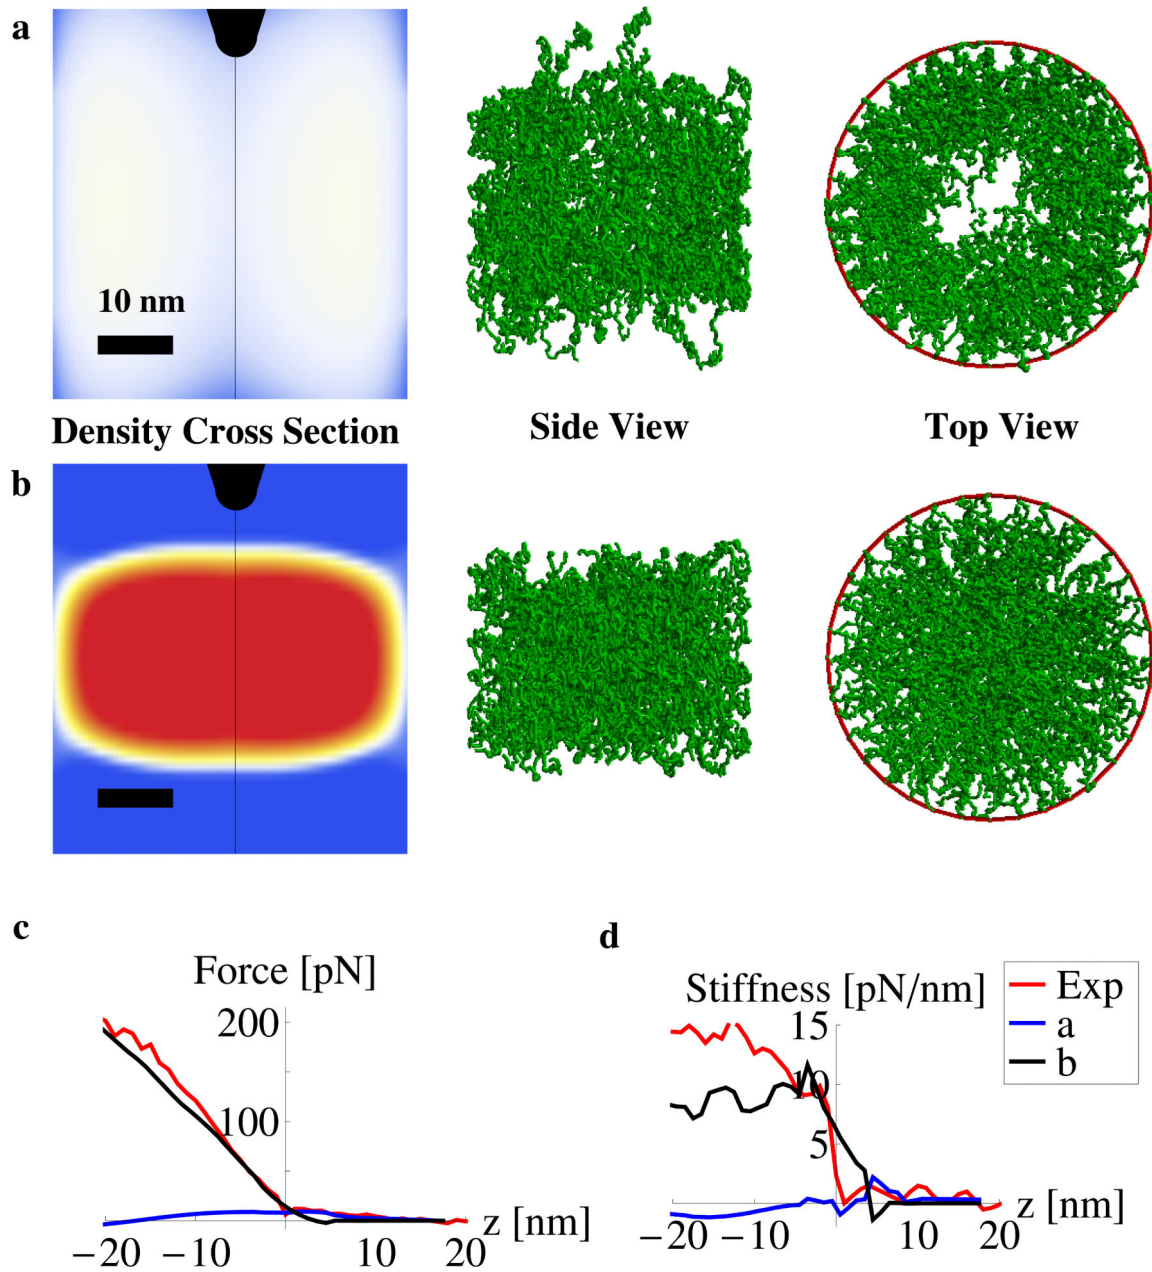 a
10 nm
Density Cross Section
Side View
Top View
b
c
Force [pN]
200
100
−20
−10
10
20
z [nm]
d
Stiffness [pN/nm]
15
10
5
−20
−10
10
20
z [nm]
Exp
a
b